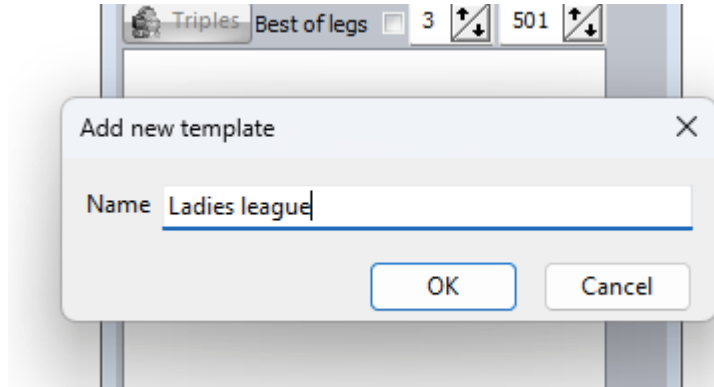 Triples Best of legs 3 501
Add new template
Name Ladies league
OK Cancel